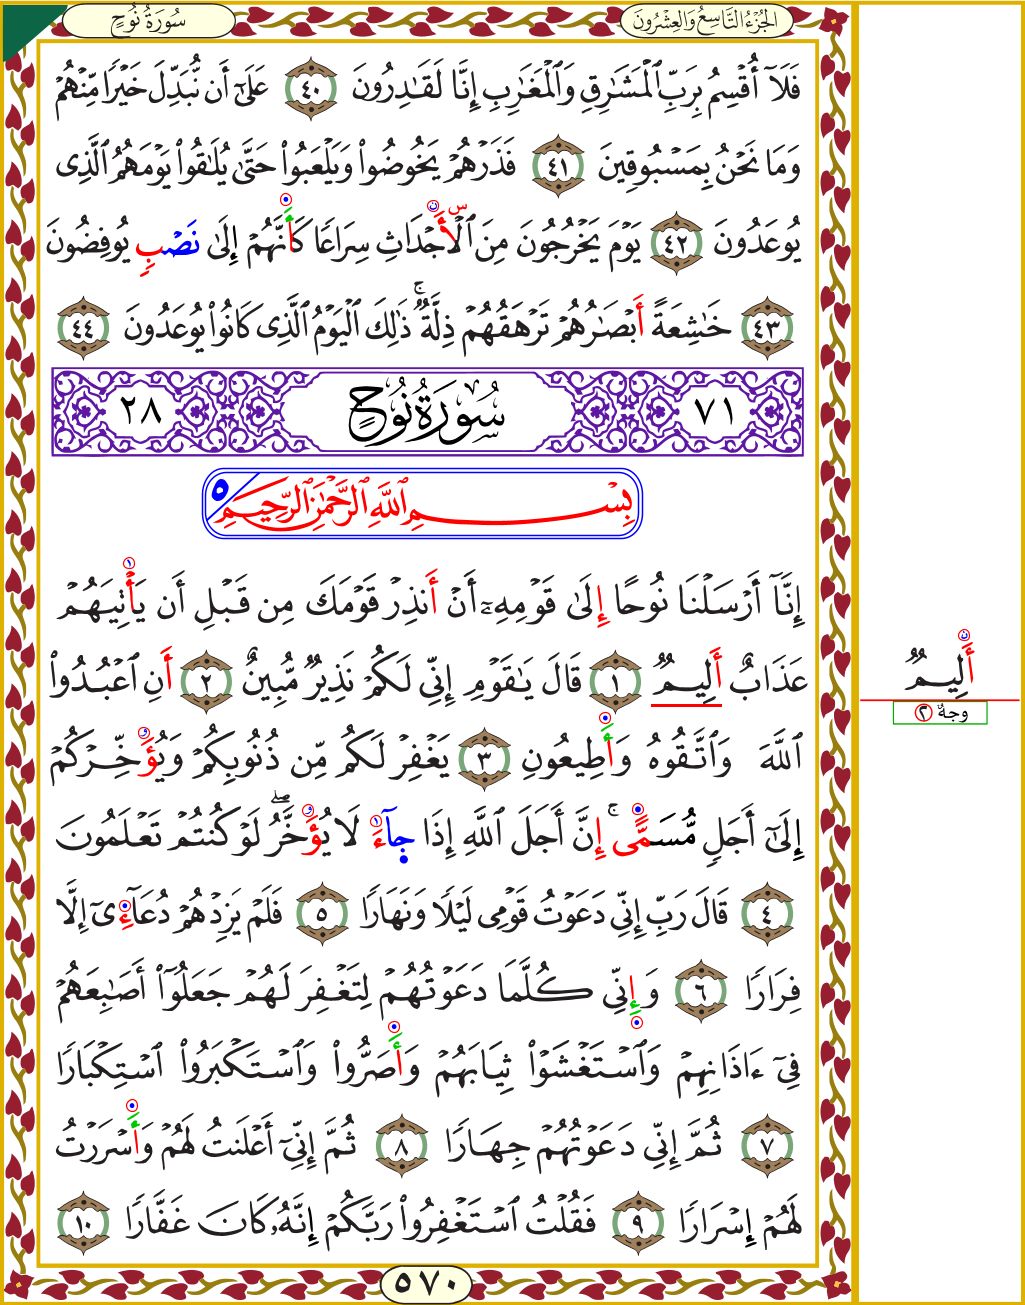 سُورَةُ نُوحٍ
الجُزْءُ التَّاسِعُ وَالعِشْرُونَ
فَلَآ أُقْسِمُ بِرَبِّ ٱلْمَشَٰرِقِ وَٱلْمَغَٰرِبِ إِنَّا لَقَٰدِرُونَ ٤٠ عَلَىٰٓ أَن نُّبَدِّلَ خَيْرًا مِّنْهُمْ
وَمَا نَحْنُ بِمَسْبُوقِينَ ٤١ فَذَرْهُمْ يَخُوضُوا۟ وَيَلْعَبُوا۟ حَتَّىٰ يُلَٰقُوا۟ يَوْمَهُمُ ٱلَّذِى
يُوعَدُونَ ٤٢ يَوْمَ يَخْرُجُونَ مِنَ ٱلْأَجْدَاثِ سِرَاعًا كَأَنَّهُمْ إِلَىٰ نَصْبٍ يُوفِضُونَ
٤٣ خَٰشِعَةً أَبْصَٰرُهُمْ تَرْهَقُهُمْ ذِلَّةٌ ۚ ذَٰلِكَ ٱلْيَوْمُ ٱلَّذِى كَانُوا۟ يُوعَدُونَ ٤٤
٧١ سُورَةُ نُوحٍ ٢٨
بِسْمِ ٱللَّهِ ٱلرَّحْمَٰنِ ٱلرَّحِيمِ ٥
إِنَّآ أَرْسَلْنَا نُوحًا إِلَىٰ قَوْمِهِۦٓ أَنْ أَنذِرْ قَوْمَكَ مِن قَبْلِ أَن يَأْتِيَهُمْ
عَذَابٌ أَلِيمٌ ١ قَالَ يَٰقَوْمِ إِنِّى لَكُمْ نَذِيرٌ مُّبِينٌ ٢ أَنِ ٱعْبُدُوا۟
أَلِيمٌ
وجهٌ ٢
ٱللَّهَ وَٱتَّقُوهُ وَأَطِيعُونِ ٣ يَغْفِرْ لَكُم مِّن ذُنُوبِكُمْ وَيُؤَخِّرْكُمْ
إِلَىٰٓ أَجَلٍ مُّسَمًّى ۚ إِنَّ أَجَلَ ٱللَّهِ إِذَا جَآءَ لَا يُؤَخَّرُ ۖ لَوْ كُنتُمْ تَعْلَمُونَ
٤ قَالَ رَبِّ إِنِّى دَعَوْتُ قَوْمِى لَيْلًا وَنَهَارًا ٥ فَلَمْ يَزِدْهُمْ دُعَآءِىٓ إِلَّا
فِرَارًا ٦ وَإِنِّى كُلَّمَا دَعَوْتُهُمْ لِتَغْفِرَ لَهُمْ جَعَلُوٓا۟ أَصَٰبِعَهُمْ
فِىٓ ءَاذَانِهِمْ وَٱسْتَغْشَوْا۟ ثِيَابَهُمْ وَأَصَرُّوا۟ وَٱسْتَكْبَرُوا۟ ٱسْتِكْبَارًا
٧ ثُمَّ إِنِّى دَعَوْتُهُمْ جِهَارًا ٨ ثُمَّ إِنِّىٓ أَعْلَنتُ لَهُمْ وَأَسْرَرْتُ
لَهُمْ إِسْرَارًا ٩ فَقُلْتُ ٱسْتَغْفِرُوا۟ رَبَّكُمْ إِنَّهُۥ كَانَ غَفَّارًا ١٠
٥٧٠